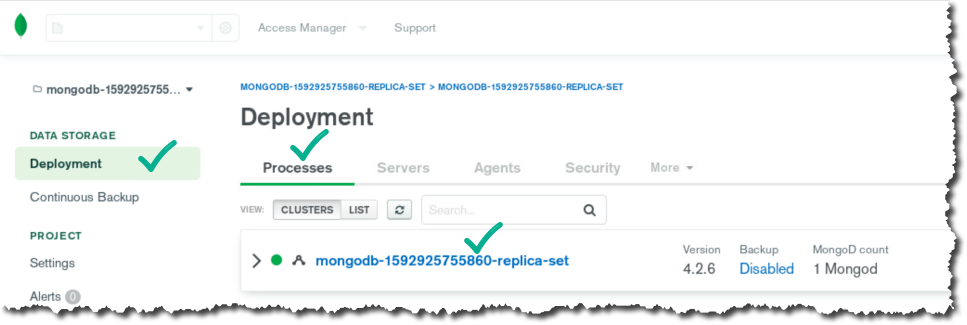 Access Manager Support
mongodb-1592925755...
DATA STORAGE
Deployment
Continuous Backup
PROJECT
Settings
Alerts 0
MONGODB-1592925755860-REPLICA-SET > MONGODB-1592925755860-REPLICA-SET
Deployment
Processes Servers Agents Security More
VIEW: CLUSTERS LIST Search...
mongodb-1592925755860-replica-set
Version Backup MongoD count
4.2.6 Disabled 1 Mongod